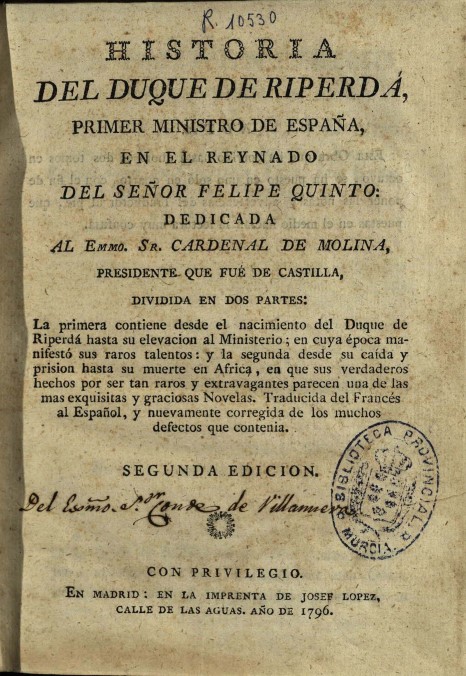 R. 10530
HISTORIA
DEL DUQUE DE RIPERDÁ,
PRIMER MINISTRO DE ESPAÑA,
EN EL REYNADO
DEL SEÑOR FELIPE QUINTO:
DEDICADA
AL EMMO. SR. CARDENAL DE MOLINA,
PRESIDENTE QUE FUÉ DE CASTILLA,
DIVIDIDA EN DOS PARTES:
La primera contiene desde el nacimiento del Duque de
Riperdá hasta su elevacion al Ministerio; en cuya época ma-
nifestó sus raros talentos: y la segunda desde su caída y
prision hasta su muerte en Africa, en que sus verdaderos
hechos por ser tan raros y extravagantes parecen una de las
mas exquisitas y graciosas Novelas. Traducida del Francés
al Español, y nuevamente corregida de los muchos
defectos que contenia.
SEGUNDA EDICION.
Del Exmo. Sor. Conde de Villanueva
BIBLIOTECA PROVINCIAL
MURCIA
CON PRIVILEGIO.
EN MADRID: EN LA IMPRENTA DE JOSEF LOPEZ,
CALLE DE LAS AGUAS. AÑO DE 1796.